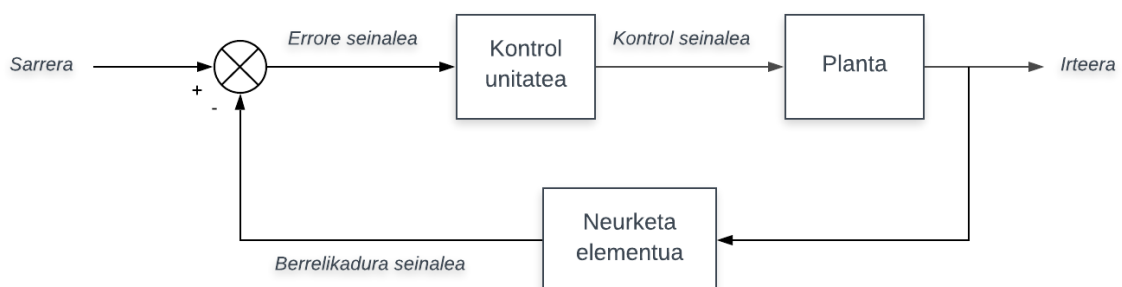 Errore seinalea
Kontrol seinalea
Sarrera
Kontrol
unitatea
Planta
Irteera
+
-
Neurketa
elementua
Berrelikadura seinalea